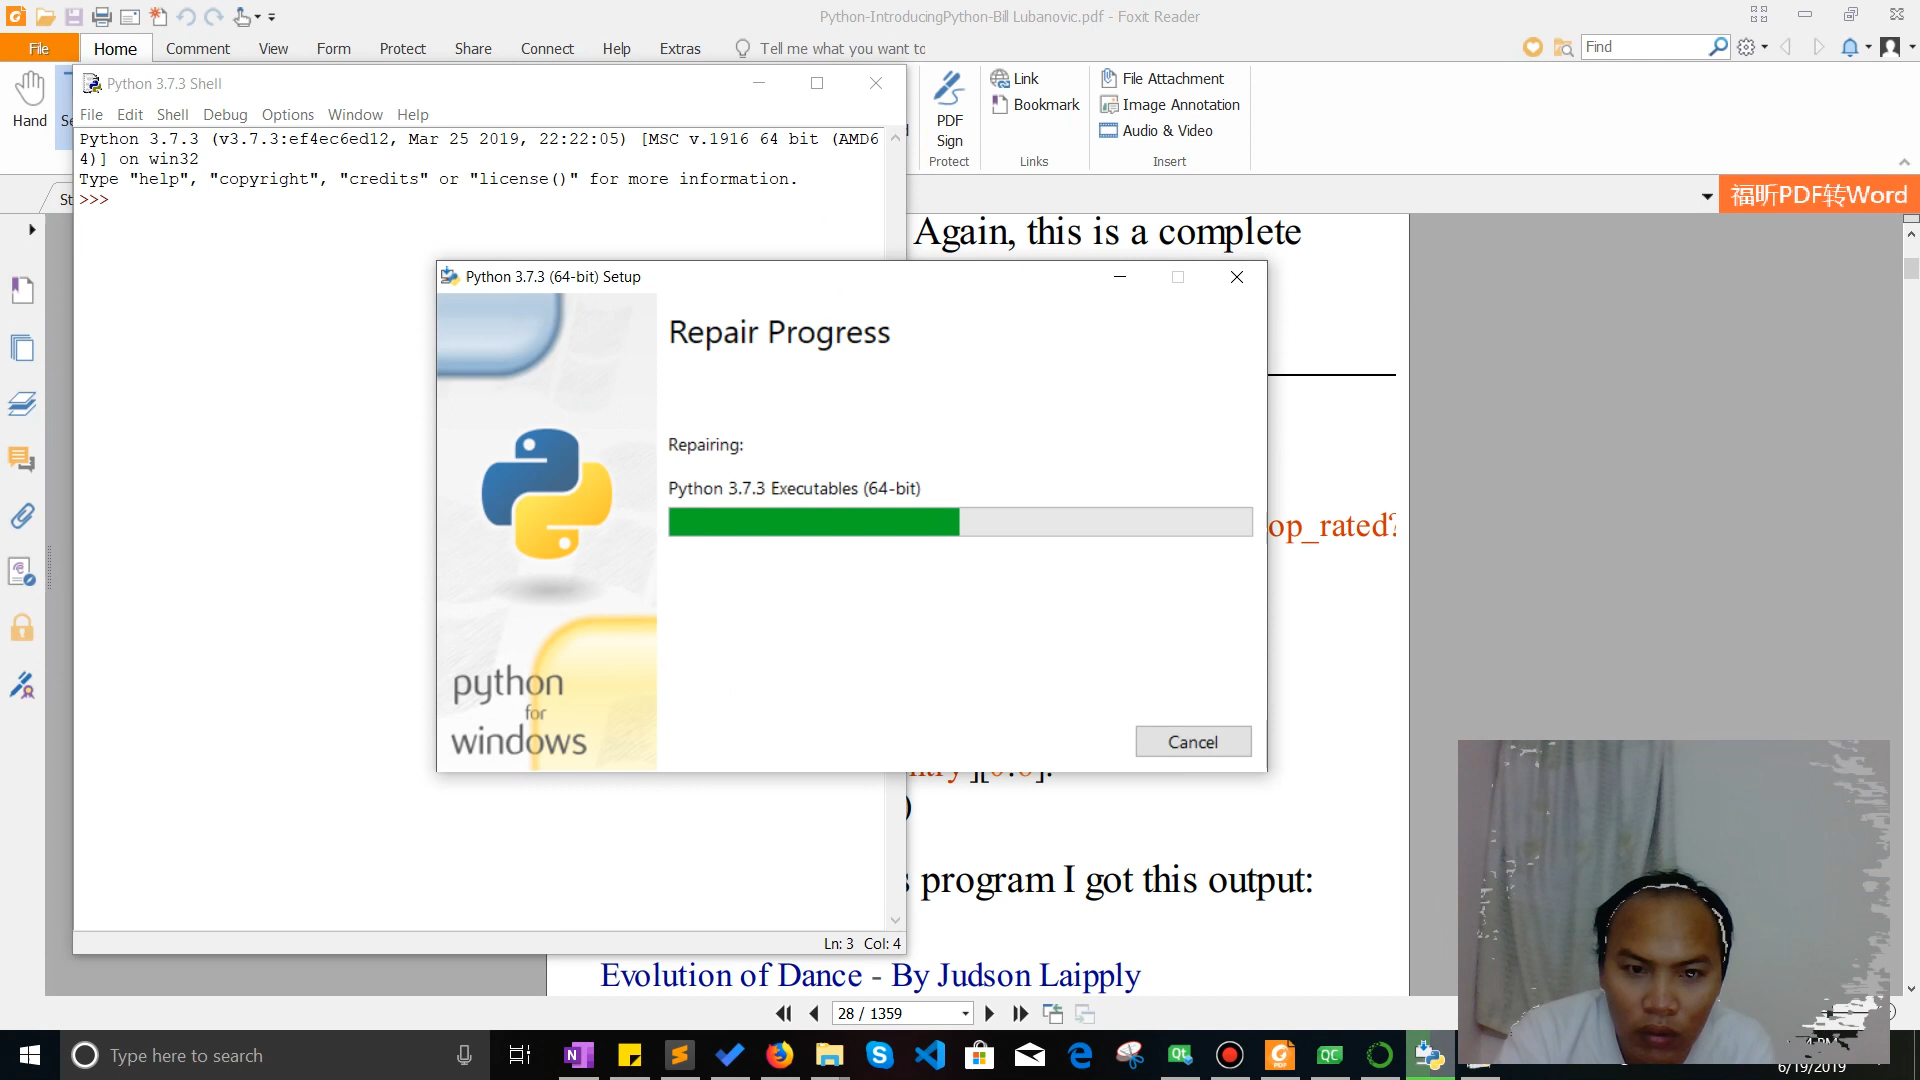 Python-IntroducingPython-Bill Lubanovic.pdf - Foxit Reader
File Home Comment View Form Protect Share Connect Help Extras Tell me what you want to
Find
Hand
PDF
Sign
Protect
Link
Bookmark
Links
File Attachment
Image Annotation
Audio & Video
Insert
福昕PDF转Word
Python 3.7.3 Shell
File Edit Shell Debug Options Window Help
Python 3.7.3 (v3.7.3:ef4ec6ed12, Mar 25 2019, 22:22:05) [MSC v.1916 64 bit (AMD6
4)] on win32
Type "help", "copyright", "credits" or "license()" for more information.
>>>
Again, this is a complete
Python 3.7.3 (64-bit) Setup
Repair Progress
Repairing:
Python 3.7.3 Executables (64-bit)
python
for
windows
Cancel
op_rated?
program I got this output:
Ln: 3 Col: 4
Evolution of Dance - By Judson Laipply
28 / 1359
Type here to search
6/19/2019